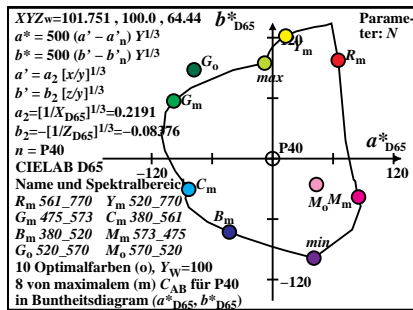 XYZw=101.751, 100.0, 64.44
a* = 500 (a' - a'n) Y1/3
b* = 500 (b' - b'n) Y1/3
a' = a2 [x/y]1/3
b' = b2 [z/y]1/3
a2=[1/XD65]1/3=0.2191
b2=-[1/ZD65]1/3=-0.08376
n = P40
CIELAB D65
Name und Spektralbereich
Rm 561_770 Ym 520_770
Gm 475_573 Cm 380_561
Bm 380_520 Mm 573_475
Go 520_570 Mo 570_520
10 Optimalfarben (o), YW=100
8 von maximalem (m) CAB für P40
in Buntheitsdiagram (a*D65, b*D65)
b*D65
Parame-
ter: N
120
Ym
Rm
Go
max
Gm
P40
a*D65
-120
120
Cm
Mo
Mm
Bm
min
-120